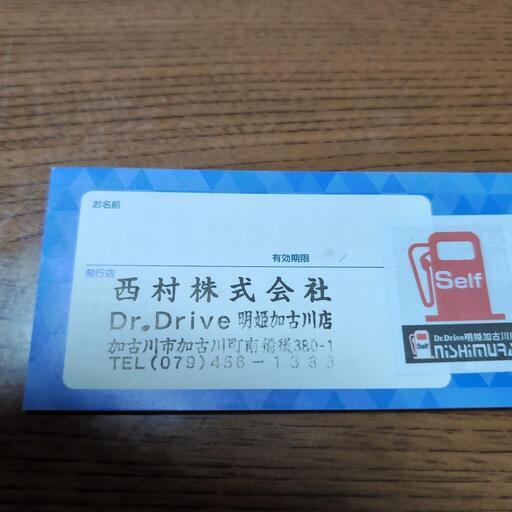 お名前
有効期限 /
発行店
西村株式会社
Dr.Drive 明姫加古川店
加古川市加古川町南備後380-1
TEL(079)456-1333
Self
Dr.Drive明姫加古川
Self NISHIMURA